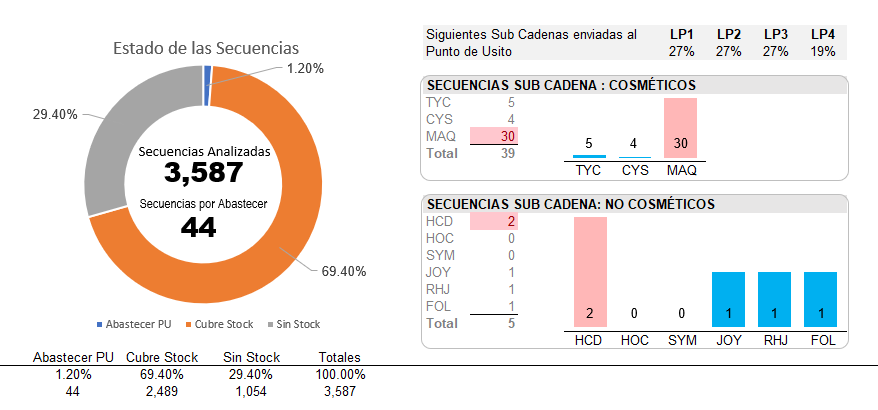 Estado de las Secuencias
1.20%
29.40%
Secuencias Analizadas
3,587
Secuencias por Abastecer
44
69.40%
Abastecer PU Cubre Stock Sin Stock
Abastecer PU Cubre Stock Sin Stock Totales
1.20% 69.40% 29.40% 100.00%
44 2,489 1,054 3,587
Siguientes Sub Cadenas enviadas al LP1 LP2 LP3 LP4
Punto de Usito 27% 27% 27% 19%
SECUENCIAS SUB CADENA : COSMÉTICOS
TYC 5
CYS 4
MAQ 30
Total 39
5 4 30
TYC CYS MAQ
SECUENCIAS SUB CADENA: NO COSMÉTICOS
HCD 2
HOC 0
SYM 0
JOY 1
RHJ 1
FOL 1
Total 5
2 0 0 1 1 1
HCD HOC SYM JOY RHJ FOL